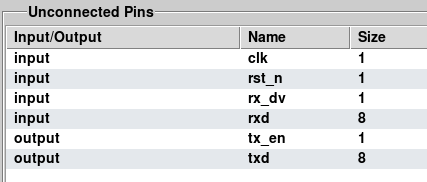 Unconnected Pins
Input/Output Name Size
input clk 1
input rst_n 1
input rx_dv 1
input rxd 8
output tx_en 1
output txd 8